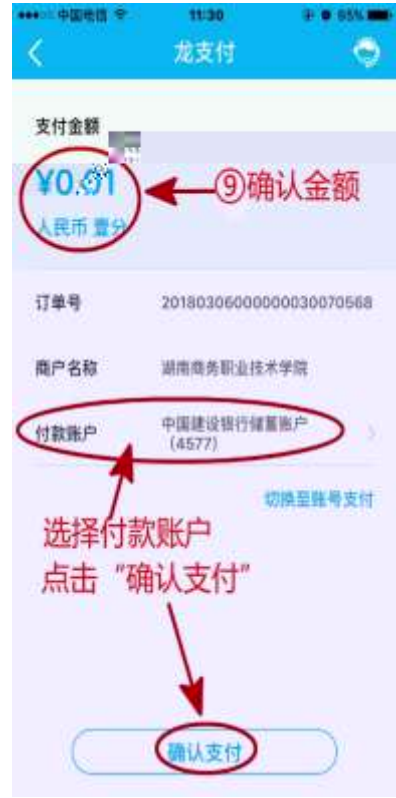 中国电信 11:30 65%
龙支付
支付金额
¥0.01
⑨确认金额
人民币 壹分
订单号 20180306000000030070568
商户名称 湖南商务职业技术学院
付款账户 中国建设银行储蓄账户
(4577)
切换至账号支付
选择付款账户
点击“确认支付”
确认支付